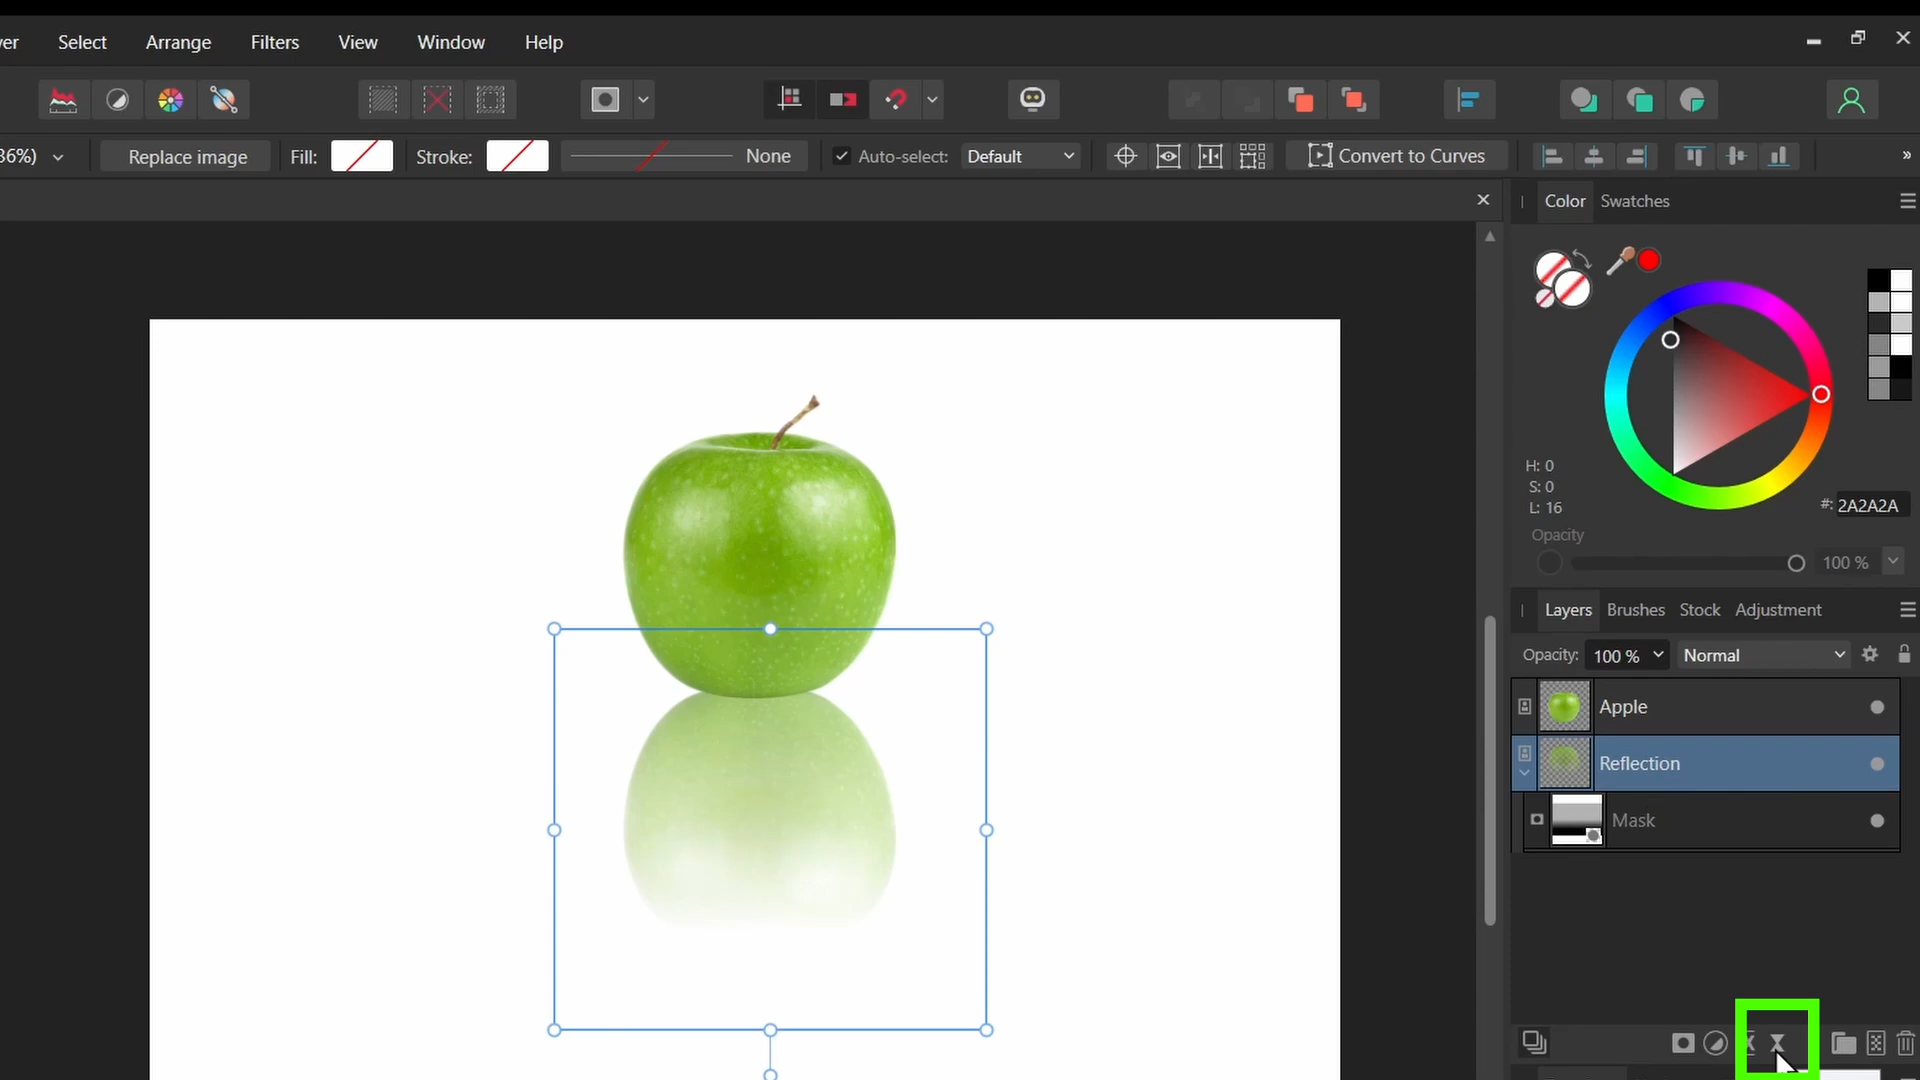 er Select Arrange Filters View Window Help
36%) Replace image Fill: Stroke: None Auto-select: Default Convert to Curves »
Color Swatches
H: 0
S: 0
L: 16
#: 2A2A2A
Opacity
100 %
Layers Brushes Stock Adjustment
Opacity: 100 % Normal
Apple
Reflection
Mask